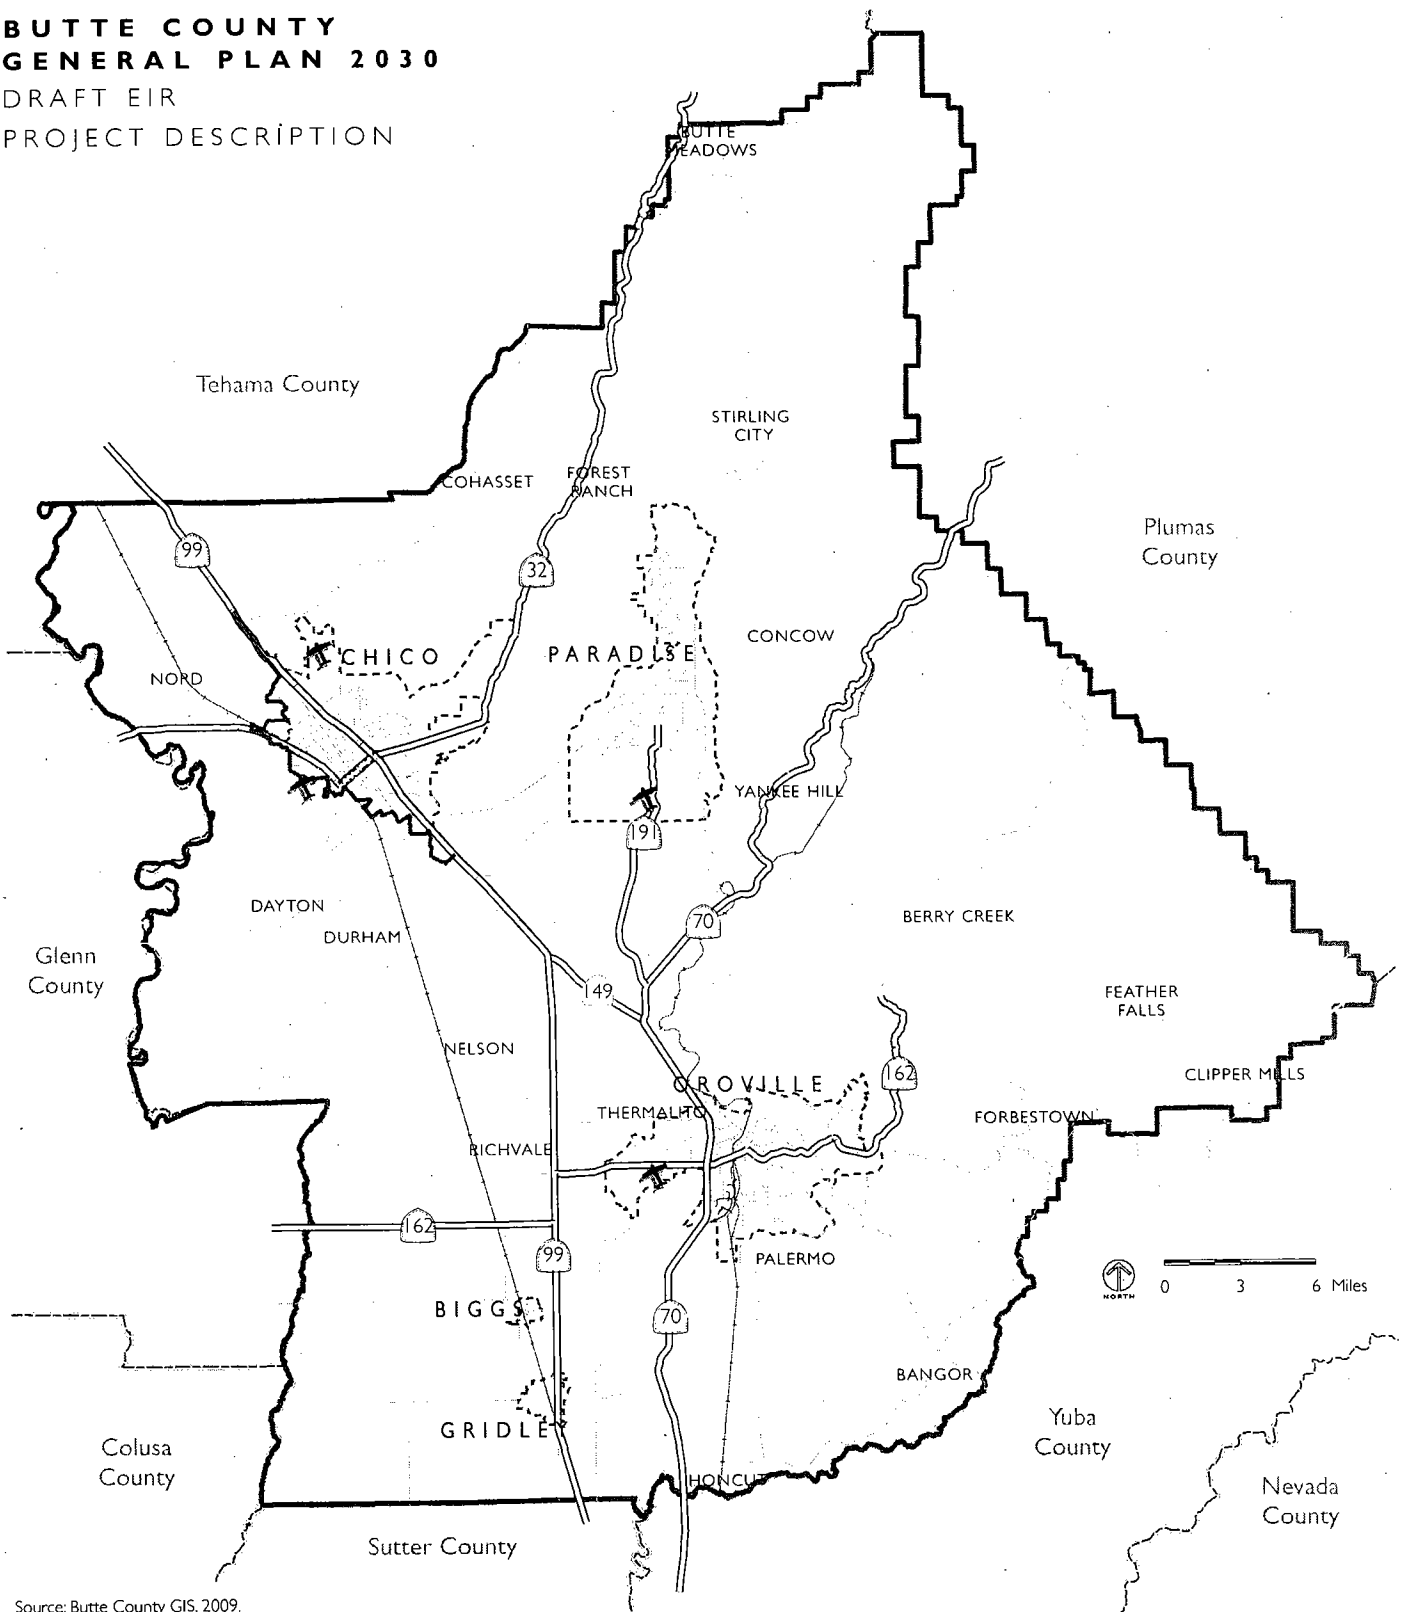 BUTTE COUNTY
GENERAL PLAN 2030
DRAFT EIR
PROJECT DESCRIPTION
BUTTE
MEADOWS
Tehama County
STIRLING
CITY
COHASSET
FOREST
RANCH
99
32
Plumas
County
CONCOW
CHICO
PARADISE
NORD
YANKEE HILL
191
DAYTON
DURHAM
70
BERRY CREEK
Glenn
County
149
FEATHER
FALLS
NELSON
162
CLIPPER MILLS
OROVILLE
THERMALITO
FORBESTOWN
RICHVALE
162
99
PALERMO
NORTH
0 3 6 Miles
BIGGS
70
BANGOR
GRIDLE
Yuba
County
Colusa
County
HONCUT
Nevada
County
Sutter County
Source: Butte County GIS, 2009.